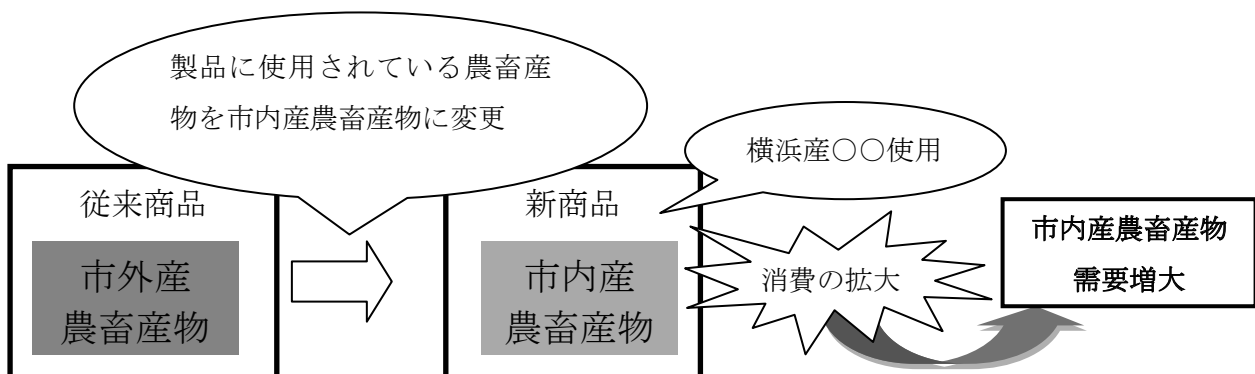 製品に使用されている農畜産
物を市内産農畜産物に変更
横浜産〇〇使用
従来商品
新商品
市外産
農畜産物
市内産
農畜産物
消費の拡大
市内産農畜産物
需要増大